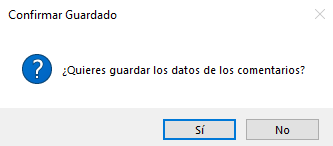 Confirmar Guardado
¿Quieres guardar los datos de los comentarios?
Sí
No